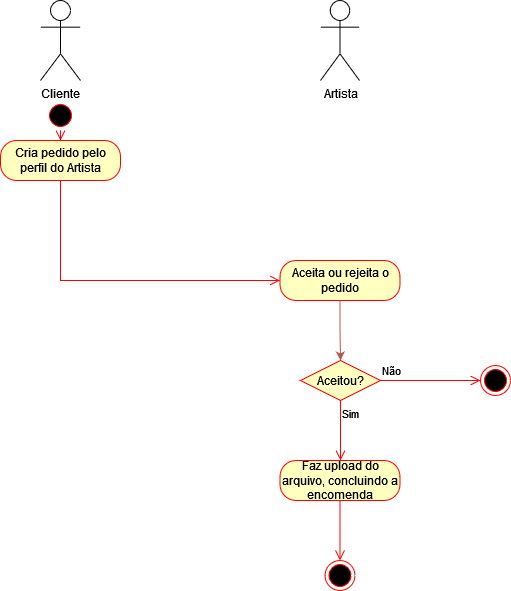 Cliente
Artista
Cria pedido pelo
perfil do Artista
Aceita ou rejeita o
pedido
Aceitou?
Não
Sim
Faz upload do
arquivo, concluindo a
encomenda